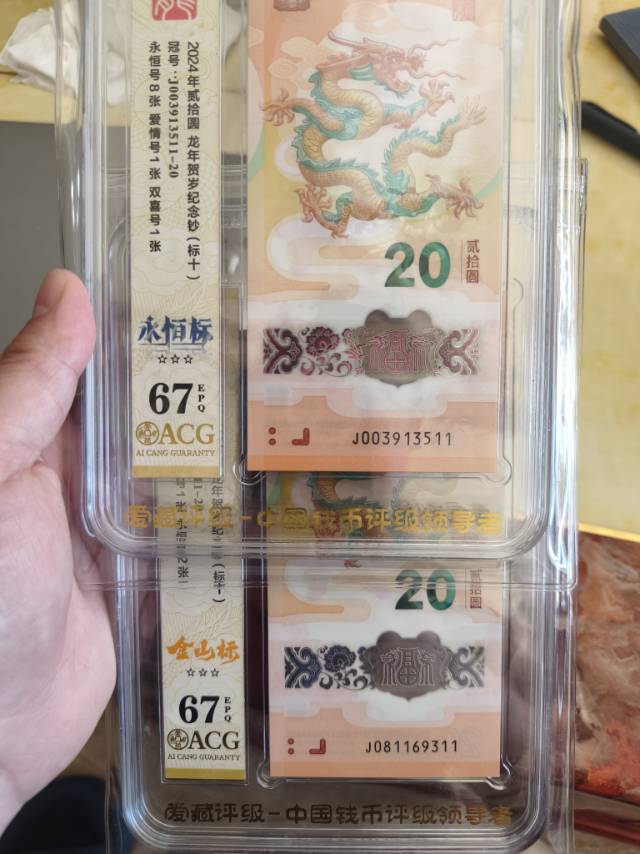 2024年贰拾圆 龙年贺岁纪念钞（标十）
冠号：J003913511-20
永恒号8张 爱情号1张 双喜号1张
永恒标
☆☆☆
67
EPQ
ACG
AI CANG GUARANTY
20
贰拾圆
J003913511
爱藏评级-中国钱币评级领导者
金山标
☆☆☆
67
EPQ
ACG
AI CANG GUARANTY
20
贰拾圆
J081169311
爱藏评级-中国钱币评级领导者